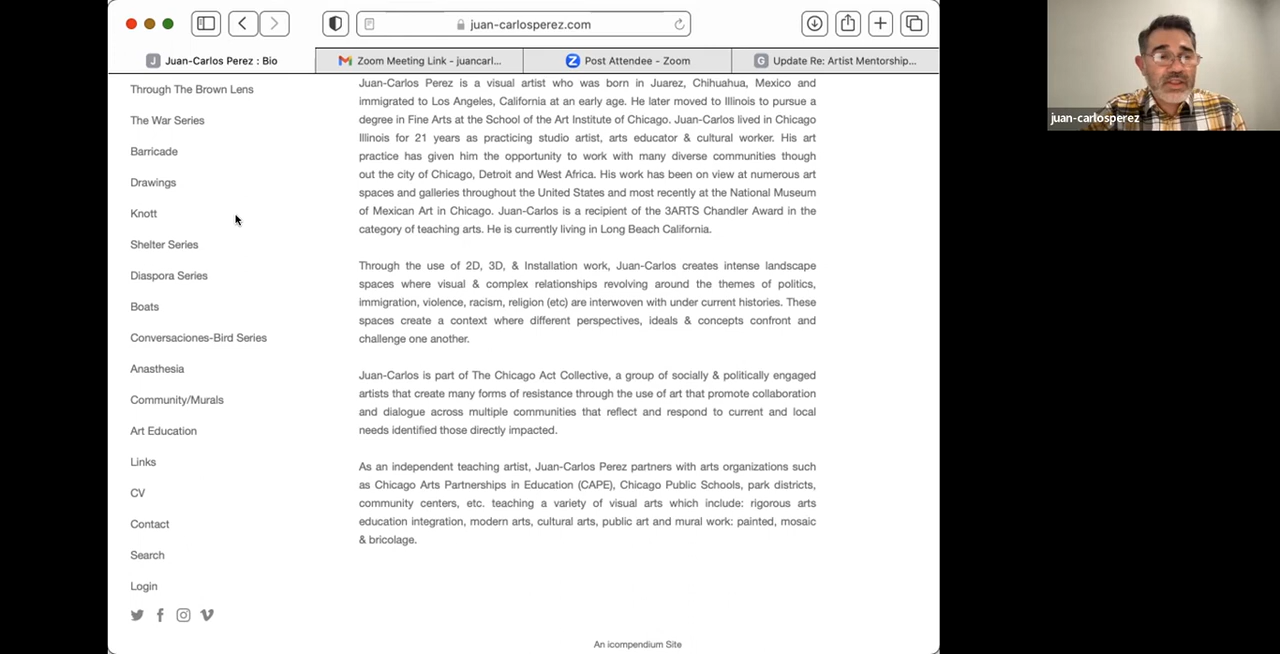 juan-carlosperez.com
Juan-Carlos Perez : Bio
Zoom Meeting Link - juancarl...
Post Attendee - Zoom
Update Re: Artist Mentorship...
juan-carlosperez
Through The Brown Lens
The War Series
Barricade
Drawings
Knott
Shelter Series
Diaspora Series
Boats
Conversaciones-Bird Series
Anasthesia
Community/Murals
Art Education
Links
CV
Contact
Search
Login
Juan-Carlos Perez is a visual artist who was born in Juarez, Chihuahua, Mexico and
immigrated to Los Angeles, California at an early age. He later moved to Illinois to pursue a
degree in Fine Arts at the School of the Art Institute of Chicago. Juan-Carlos lived in Chicago
Illinois for 21 years as practicing studio artist, arts educator & cultural worker. His art
practice has given him the opportunity to work with many diverse communities though
out the city of Chicago, Detroit and West Africa. His work has been on view at numerous art
spaces and galleries throughout the United States and most recently at the National Museum
of Mexican Art in Chicago. Juan-Carlos is a recipient of the 3ARTS Chandler Award in the
category of teaching arts. He is currently living in Long Beach California.
Through the use of 2D, 3D, & Installation work, Juan-Carlos creates intense landscape
spaces where visual & complex relationships revolving around the themes of politics,
immigration, violence, racism, religion (etc) are interwoven with under current histories. These
spaces create a context where different perspectives, ideals & concepts confront and
challenge one another.
Juan-Carlos is part of The Chicago Act Collective, a group of socially & politically engaged
artists that create many forms of resistance through the use of art that promote collaboration
and dialogue across multiple communities that reflect and respond to current and local
needs identified those directly impacted.
As an independent teaching artist, Juan-Carlos Perez partners with arts organizations such
as Chicago Arts Partnerships in Education (CAPE), Chicago Public Schools, park districts,
community centers, etc. teaching a variety of visual arts which include: rigorous arts
education integration, modern arts, cultural arts, public art and mural work: painted, mosaic
& bricolage.
An icompendium Site